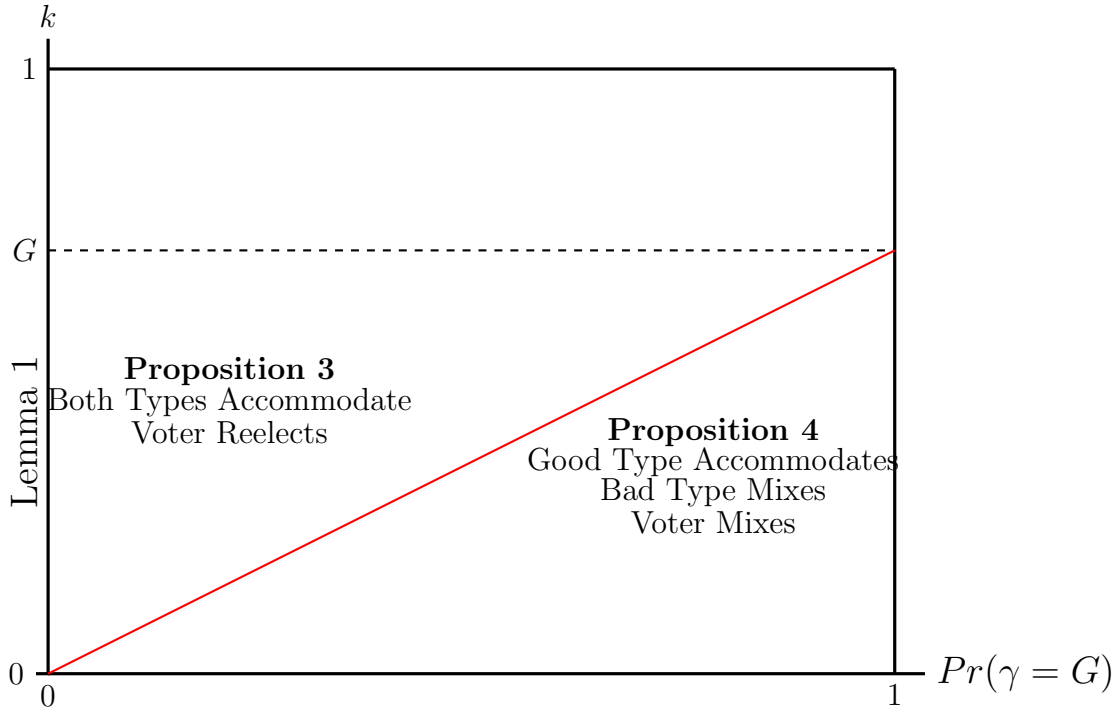 k
1
G
Lemma 1
Proposition 3
Both Types Accommodate
Voter Reelects
Proposition 4
Good Type Accommodates
Bad Type Mixes
Voter Mixes
0
0
1
Pr(γ = G)